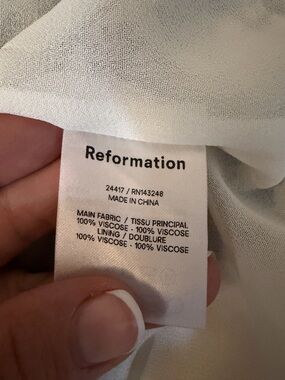 Reformation
24417 / RN143248
MADE IN CHINA
MAIN FABRIC / TISSU PRINCIPAL
100% VISCOSE - 100% VISCOSE
LINING / DOUBLURE
100% VISCOSE - 100% VISCOSE